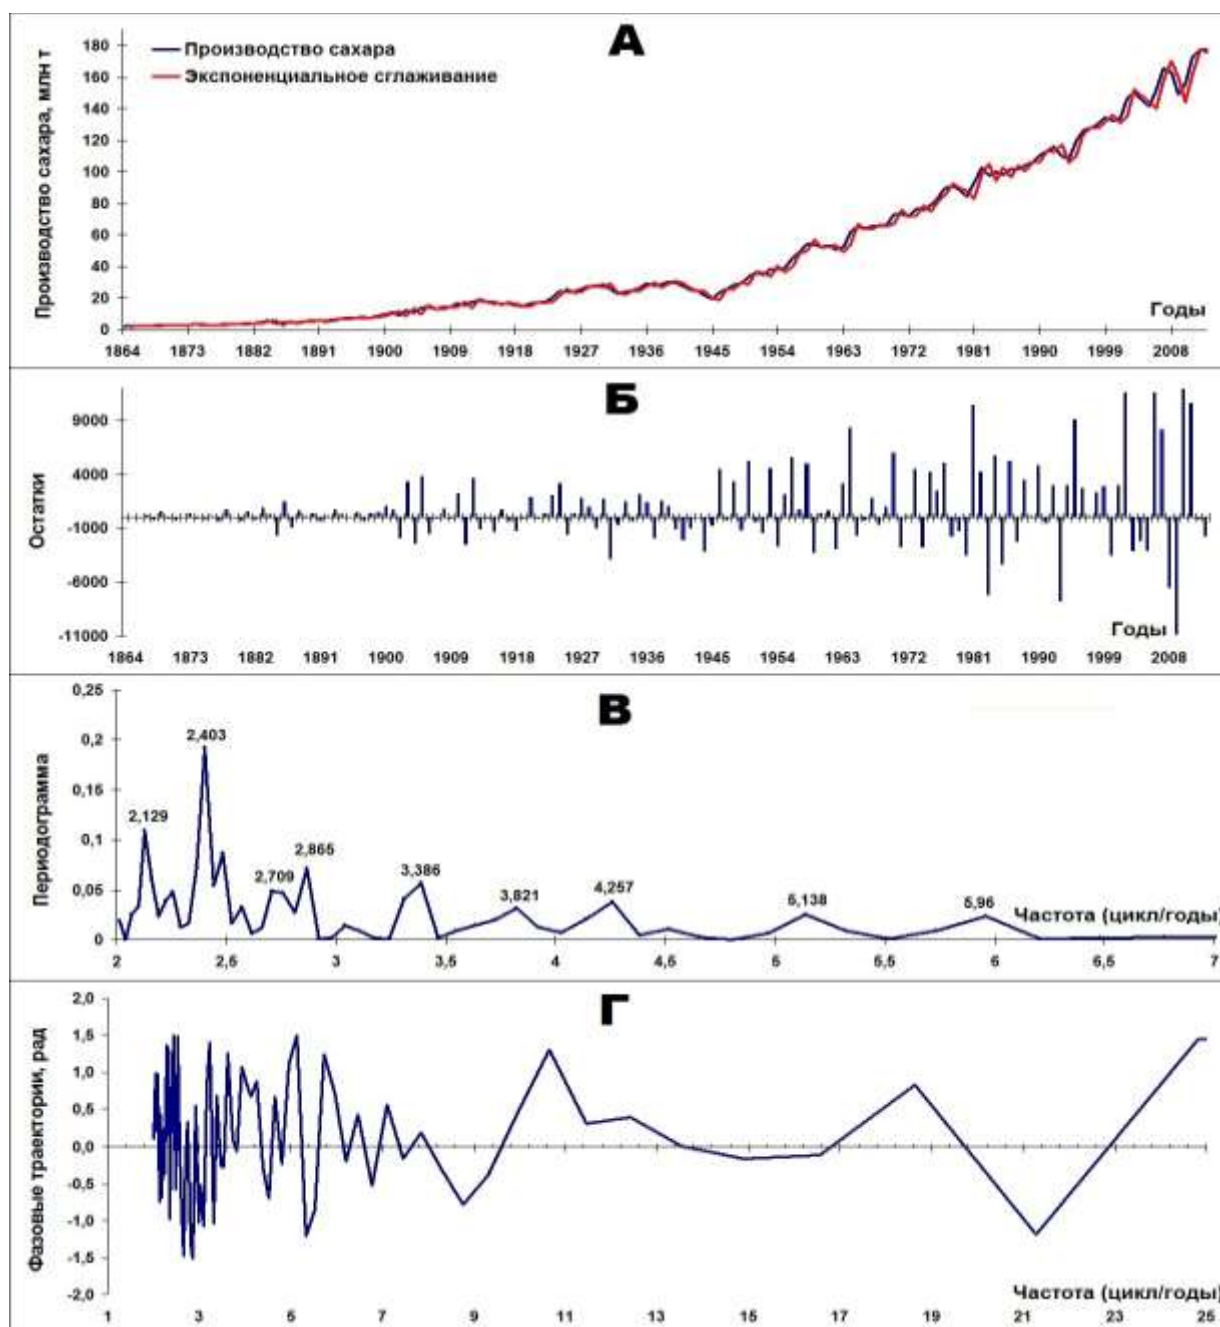 А
Производство сахара
Экспоненциальное сглаживание
Производство сахара, млн т
180
160
140
120
100
80
60
40
20
0
Годы
1864 1873 1882 1891 1900 1909 1918 1927 1936 1945 1954 1963 1972 1981 1990 1999 2008
Б
Остатки
9000
4000
-1000
-6000
-11000
Годы
1864 1873 1882 1891 1900 1909 1918 1927 1936 1945 1954 1963 1972 1981 1990 1999 2008
В
Периодограмма
0,25
0,2
0,15
0,1
0,05
0
2,129
2,403
2,709
2,865
3,386
3,821
4,257
5,138
5,96
Частота (цикл/годы)
2 2,5 3 3,5 4 4,5 5 5,5 6 6,5 7
Г
Фазовые траектории, рад
2,0
1,5
1,0
0,5
0,0
-0,5
-1,0
-1,5
-2,0
Частота (цикл/годы)
1 3 5 7 9 11 13 15 17 19 21 23 25